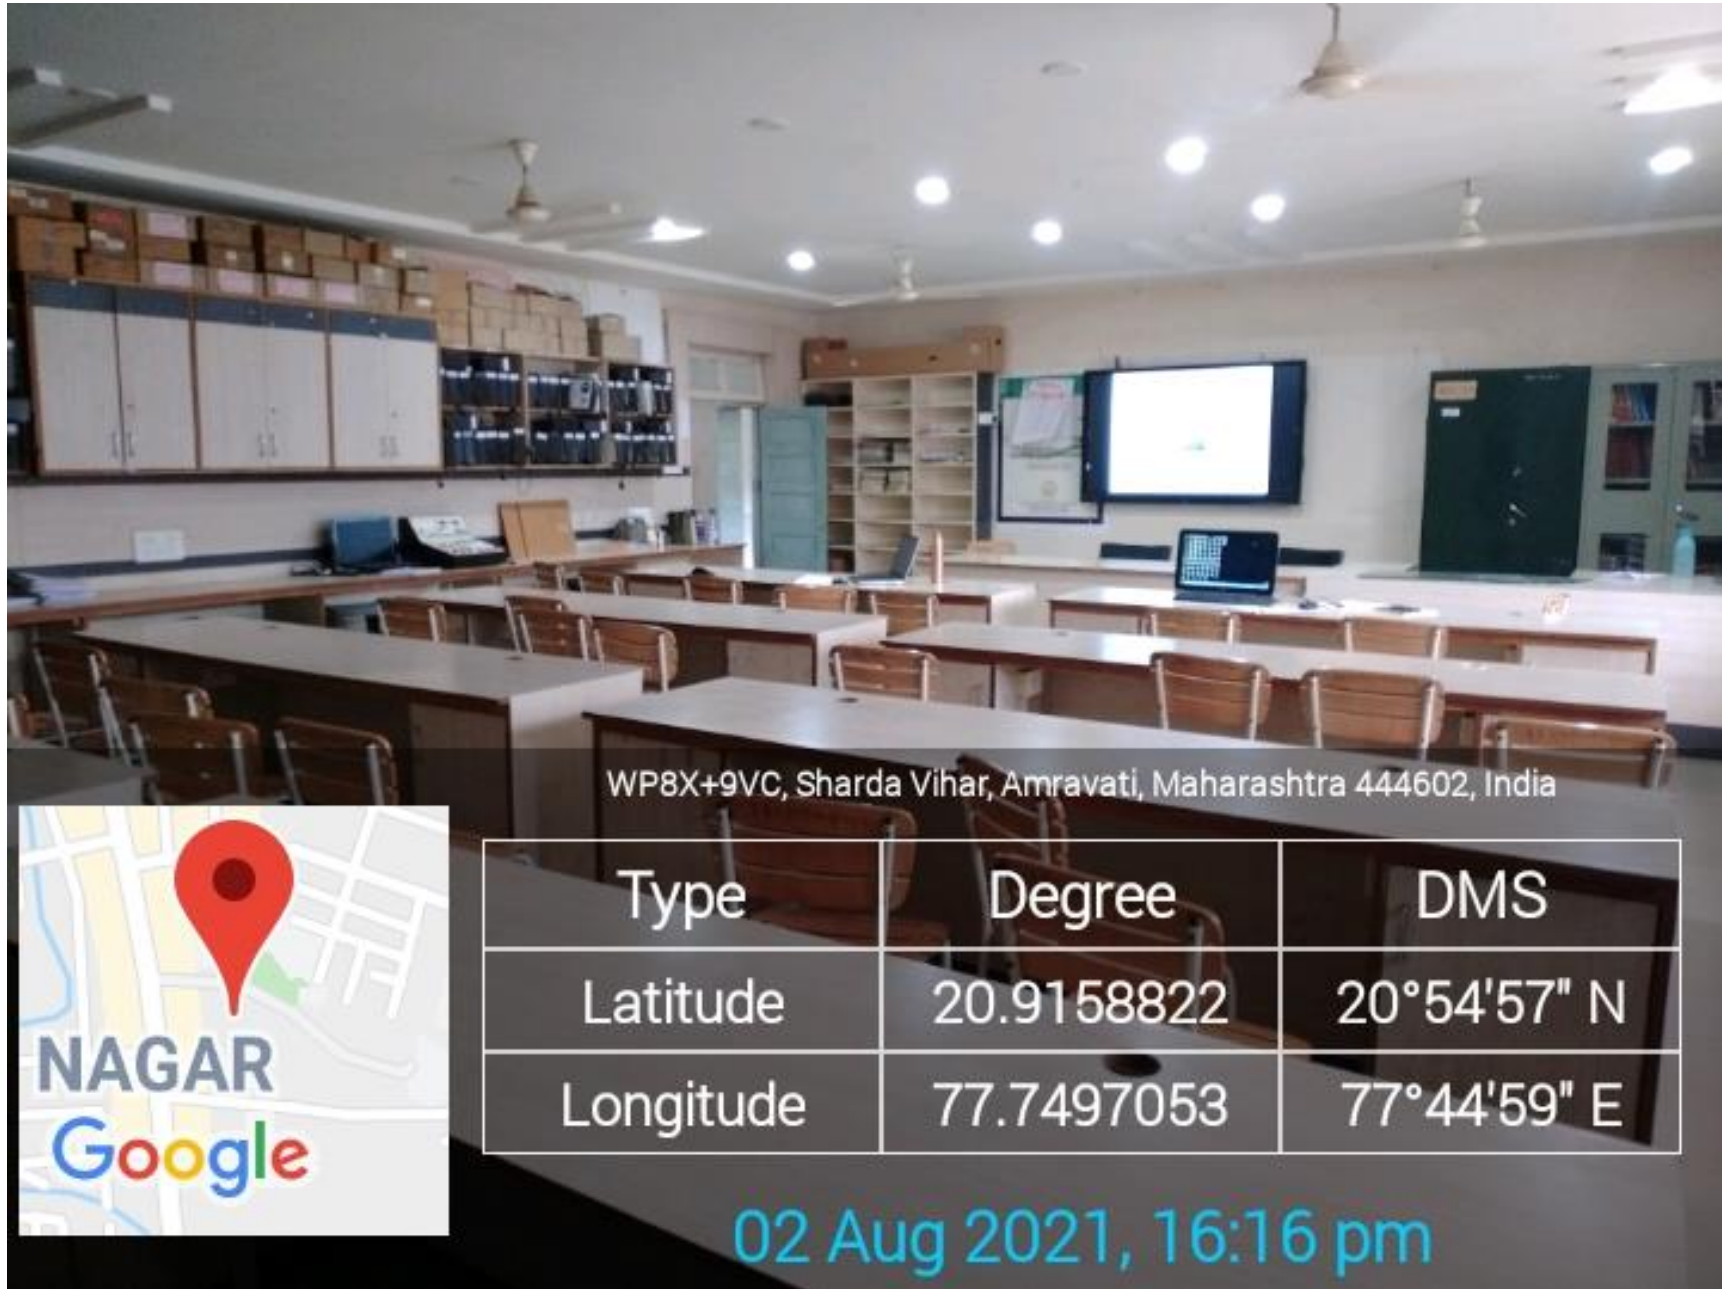 WP8X+9VC, Sharda Vihar, Amravati, Maharashtra 444602, India
Type Degree DMS
Latitude 20.9158822 20°54'57" N
Longitude 77.7497053 77°44'59" E
NAGAR
Google
02 Aug 2021, 16:16 pm